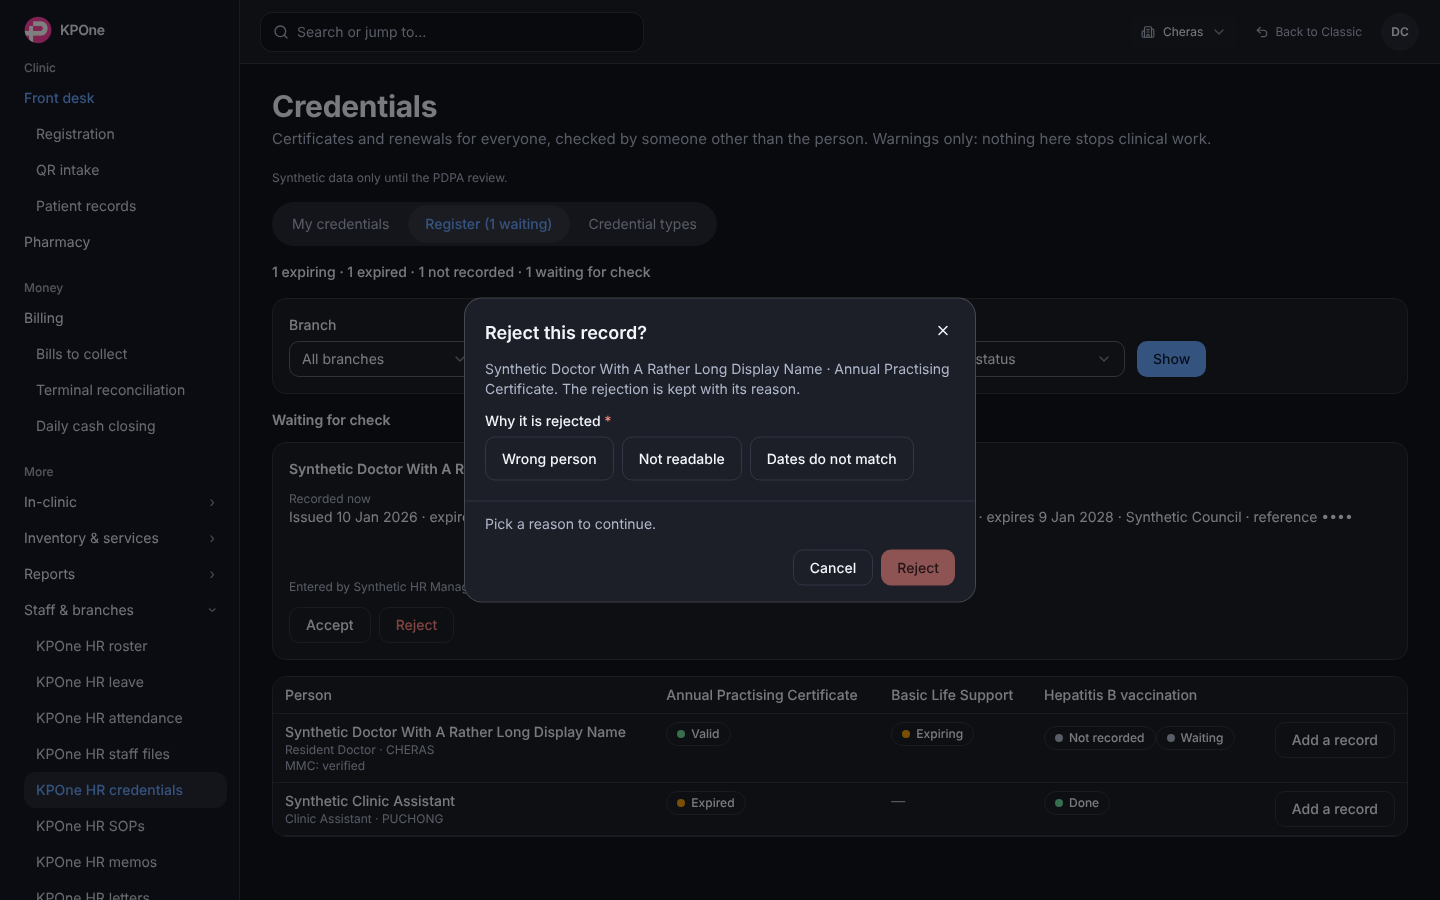 KPOne
Search or jump to...
Cheras
Back to Classic
DC
Clinic
Front desk
Registration
QR intake
Patient records
Pharmacy
Money
Billing
Bills to collect
Terminal reconciliation
Daily cash closing
More
In-clinic
Inventory & services
Reports
Staff & branches
KPOne HR roster
KPOne HR leave
KPOne HR attendance
KPOne HR staff files
KPOne HR credentials
KPOne HR SOPs
KPOne HR memos
KPOne HR letters
Credentials
Certificates and renewals for everyone, checked by someone other than the person. Warnings only: nothing here stops clinical work.
Synthetic data only until the PDPA review.
My credentials
Register (1 waiting)
Credential types
1 expiring · 1 expired · 1 not recorded · 1 waiting for check
Branch
All branches
status
Show
Waiting for check
Synthetic Doctor With A R
Recorded now
Issued 10 Jan 2026 · expire
· expires 9 Jan 2028 · Synthetic Council · reference ••••
Entered by Synthetic HR Manag
Accept
Reject
Reject this record?
Synthetic Doctor With A Rather Long Display Name · Annual Practising
Certificate. The rejection is kept with its reason.
Why it is rejected *
Wrong person
Not readable
Dates do not match
Pick a reason to continue.
Cancel
Reject
Person
Annual Practising Certificate
Basic Life Support
Hepatitis B vaccination
Synthetic Doctor With A Rather Long Display Name
Resident Doctor · CHERAS
MMC: verified
Valid
Expiring
Not recorded
Waiting
Add a record
Synthetic Clinic Assistant
Clinic Assistant · PUCHONG
Expired
—
Done
Add a record